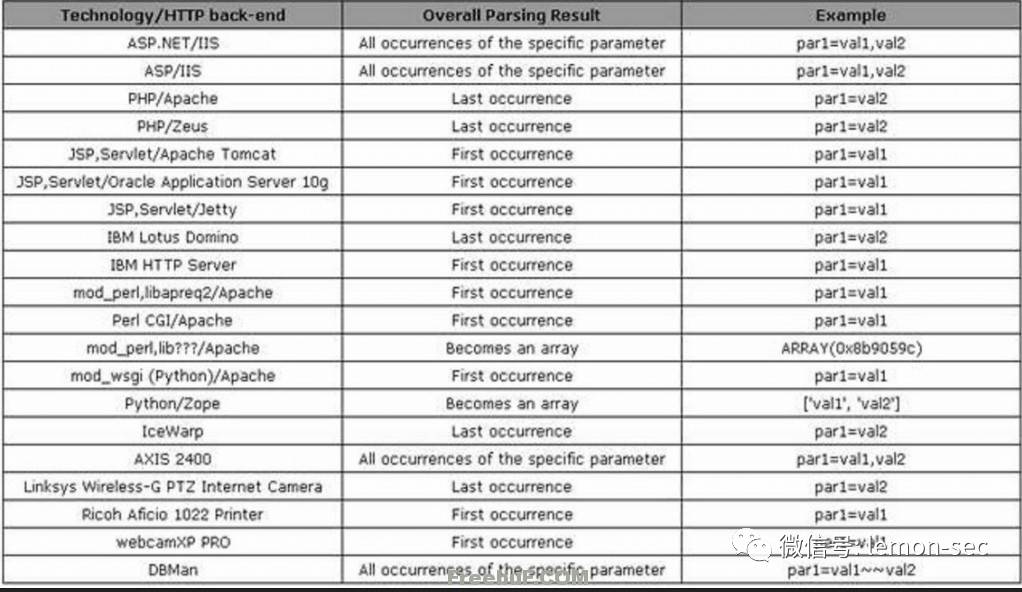 Technology/HTTP back-end Overall Parsing Result Example
ASP.NET/IIS All occurrences of the specific parameter par1=val1,val2
ASP/IIS All occurrences of the specific parameter par1=val1,val2
PHP/Apache Last occurrence par1=val2
PHP/Zeus Last occurrence par1=val2
JSP,Servlet/Apache Tomcat First occurrence par1=val1
JSP,Servlet/Oracle Application Server 10g First occurrence par1=val1
JSP,Servlet/Jetty First occurrence par1=val1
IBM Lotus Domino Last occurrence par1=val2
IBM HTTP Server First occurrence par1=val1
mod_perl,libapreq2/Apache First occurrence par1=val1
Perl CGI/Apache First occurrence par1=val1
mod_perl,lib???/Apache Becomes an array ARRAY(0x8b9059c)
mod_wsgi (Python)/Apache First occurrence par1=val1
Python/Zope Becomes an array ['val1', 'val2']
IceWarp Last occurrence par1=val2
AXIS 2400 All occurrences of the specific parameter par1=val1,val2
Linksys Wireless-G PTZ Internet Camera Last occurrence par1=val2
Ricoh Aficio 1022 Printer First occurrence par1=val1
webcamXP PRO First occurrence par1=val1
微信号: lemon-sec
DBMan All occurrences of the specific parameter par1=val1~~val2
FreeBuf.COM